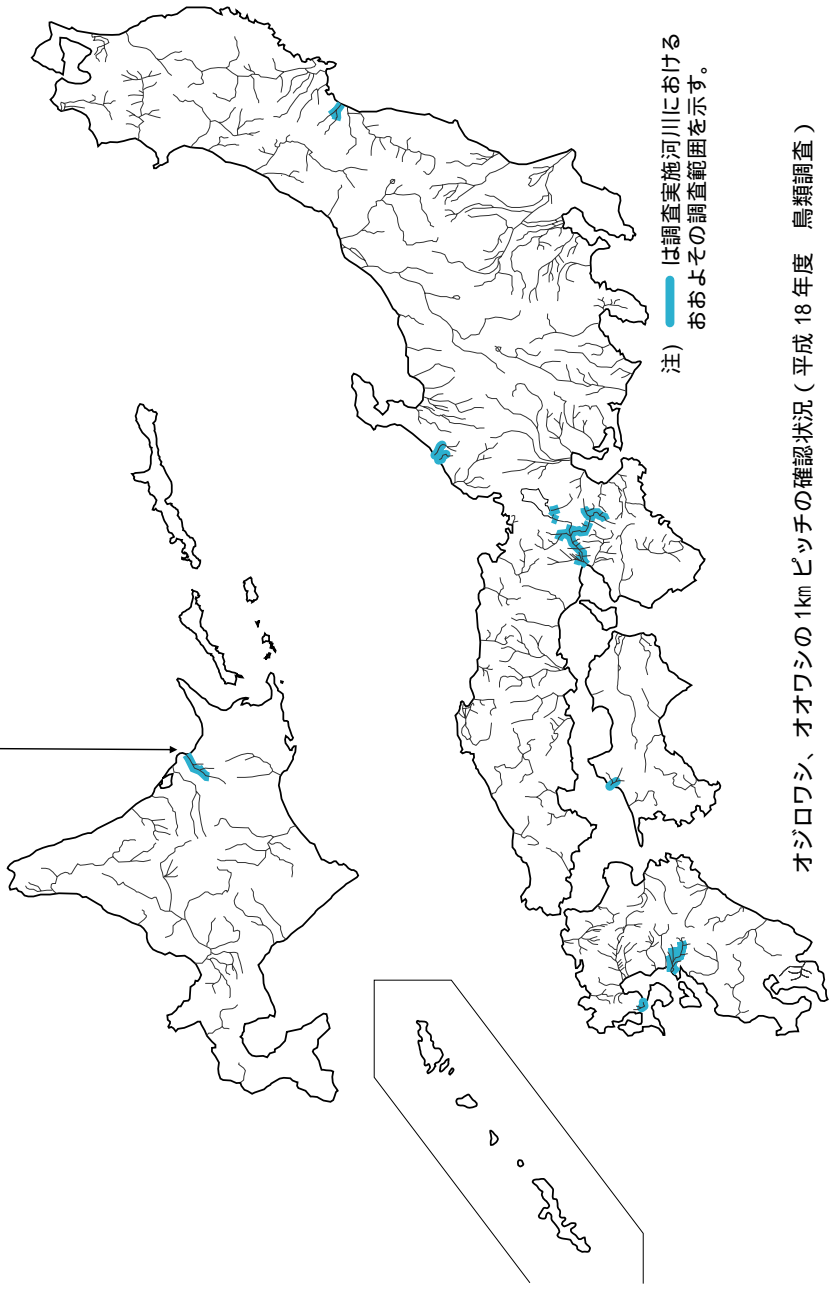 注) は調査実施河川における
おおよその調査範囲を示す。
オジロワシ、オオワシの1kmピッチの確認状況(平成18年度 鳥類調査)